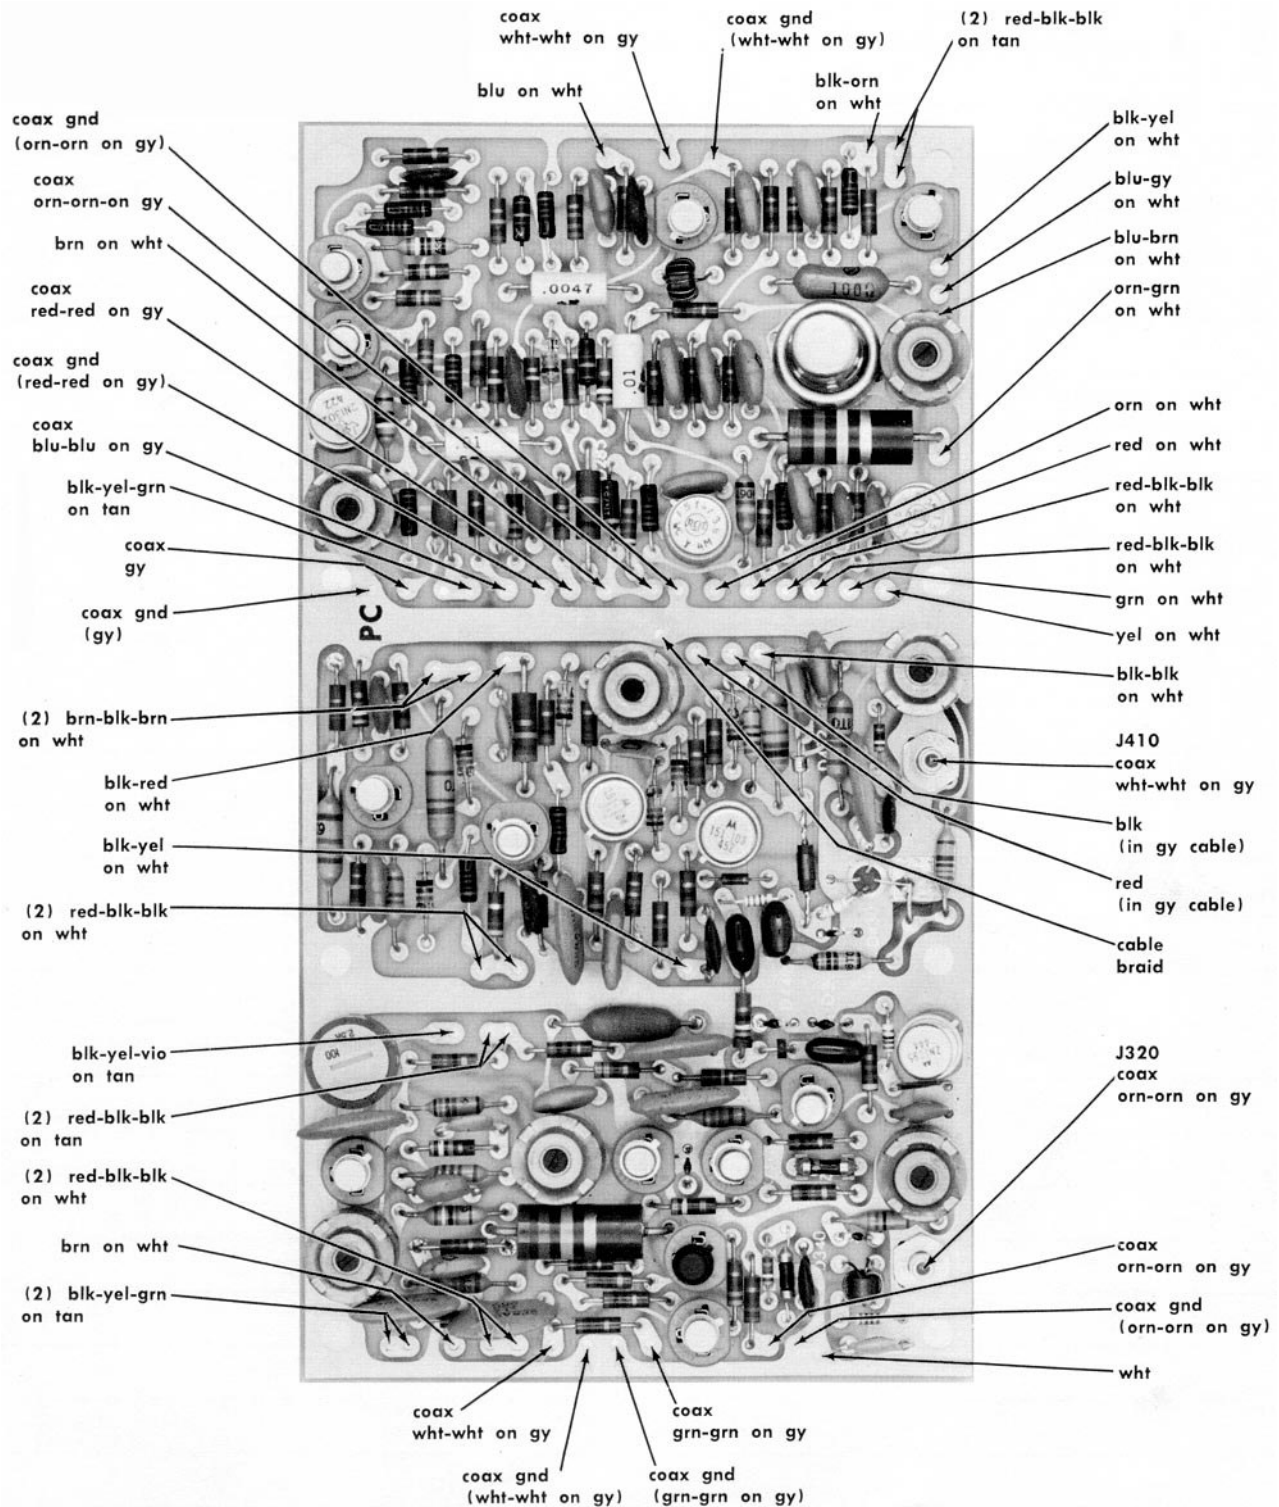 coax
wht-wht on gy
coax gnd
(wht-wht on gy)
(2) red-blk-blk
on tan
blu on wht
blk-orn
on wht
coax gnd
(orn-orn on gy)
coax
orn-orn-on gy
brn on wht
coax
red-red on gy
coax gnd
(red-red on gy)
coax
blu-blu on gy
blk-yel-grn
on tan
coax
gy
coax gnd
(gy)
(2) brn-blk-brn
on wht
blk-red
on wht
blk-yel
on wht
(2) red-blk-blk
on wht
blk-yel-vio
on tan
(2) red-blk-blk
on tan
(2) red-blk-blk
on wht
brn on wht
(2) blk-yel-grn
on tan
blk-yel
on wht
blu-gy
on wht
blu-brn
on wht
orn-grn
on wht
orn on wht
red on wht
red-blk-blk
on wht
red-blk-blk
on wht
grn on wht
yel on wht
blk-blk
on wht
J410
coax
wht-wht on gy
blk
(in gy cable)
red
(in gy cable)
cable
braid
J320
coax
orn-orn on gy
coax
orn-orn on gy
coax gnd
(orn-orn on gy)
wht
coax
wht-wht on gy
coax gnd
(wht-wht on gy)
coax gnd
(grn-grn on gy)
coax
grn-grn on gy
.0047
.01
PC